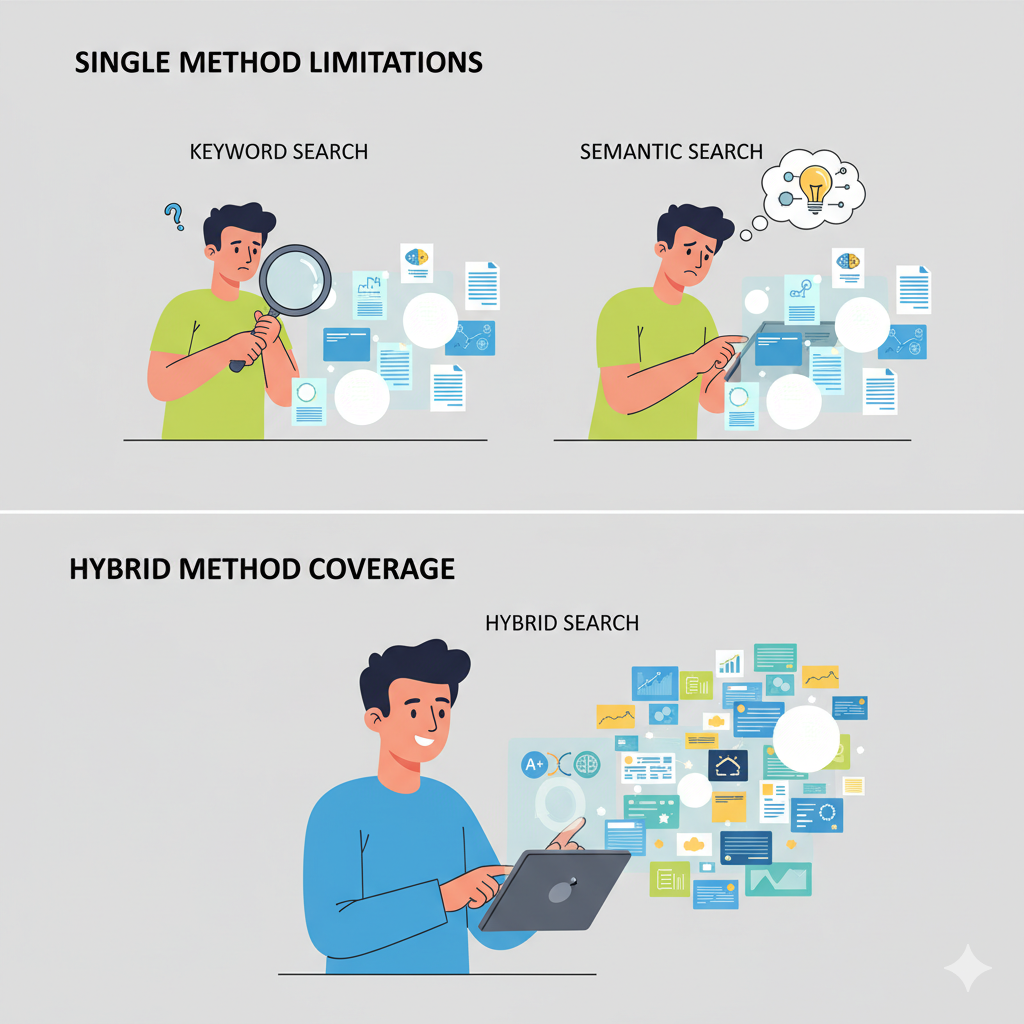 SINGLE METHOD LIMITATIONS
KEYWORD SEARCH
SEMANTIC SEARCH
?
HYBRID METHOD COVERAGE
HYBRID SEARCH
A+